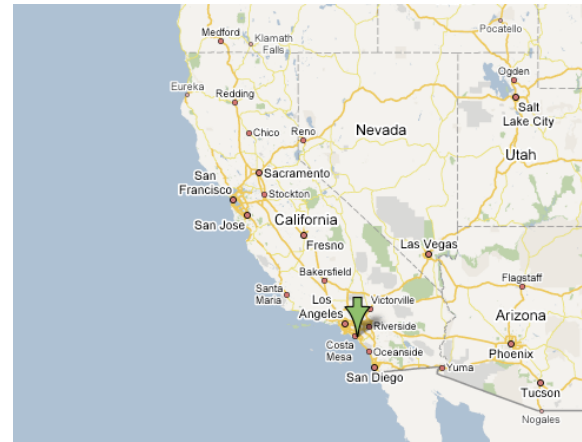 Medford
Klamath
Falls
Pocatello
Eureka
Redding
Ogden
Salt
Lake City
Chico
Reno
Nevada
Utah
Sacramento
San
Francisco
Stockton
San Jose
California
Fresno
Las Vegas
Bakersfield
Flagstaff
Santa
Maria
Los
Angeles
Victorville
Riverside
Arizona
Costa
Mesa
Oceanside
Phoenix
San Diego
Yuma
Tucson
Nogales